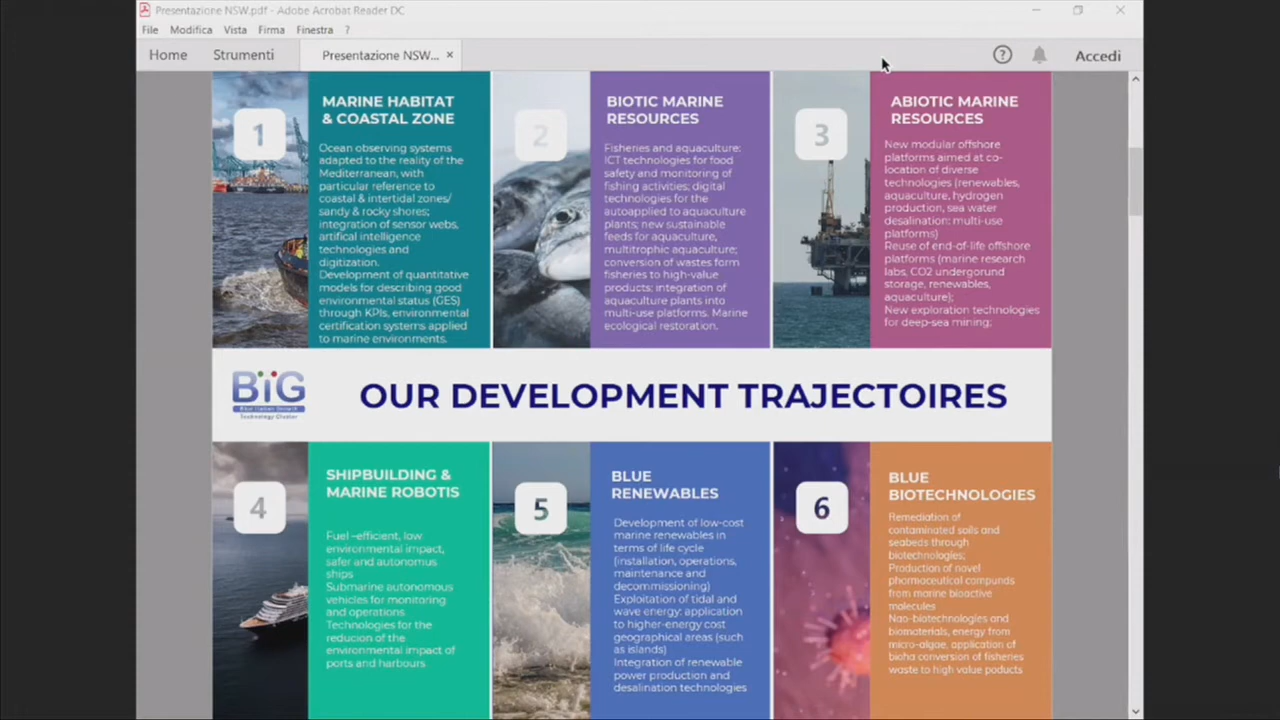 Presentazione NSW.pdf - Adobe Acrobat Reader DC
File Modifica Vista Firma Finestra ?
Home Strumenti Presentazione NSW... × ? Accedi
1
MARINE HABITAT
& COASTAL ZONE
Ocean observing systems
adapted to the reality of the
Mediterranean, with
particular reference to
coastal & intertidal zones/
sandy & rocky shores;
integration of sensor webs,
artifical intelligence
technologies and
digitization.
Development of quantitative
models for describing good
environmental status (GES)
through KPIs, environmental
certification systems applied
to marine environments.
2
BIOTIC MARINE
RESOURCES
Fisheries and aquaculture:
ICT technologies for food
safety and monitoring of
fishing activities; digital
technologies for the
autoapplied to aquaculture
plants; new sustainable
feeds for aquaculture,
multitrophic aquaculture;
conversion of wastes form
fisheries to high-value
products; integration of
aquaculture plants into
multi-use platforms. Marine
ecological restoration.
3
ABIOTIC MARINE
RESOURCES
New modular offshore
platforms aimed at co-
location of diverse
technologies (renewables,
aquaculture, hydrogen
production, sea water
desalination: multi-use
platforms)
Reuse of end-of-life offshore
platforms (marine research
labs, CO2 undergorund
storage, renewables,
aquaculture);
New exploration technologies
for deep-sea mining;
BiiG
Blue Italian Growth
Technology Cluster
OUR DEVELOPMENT TRAJECTOIRES
4
SHIPBUILDING &
MARINE ROBOTIS
Fuel –efficient, low
environmental impact,
safer and autonomus
ships
Submarine autonomous
vehicles for monitoring
and operations
Technologies for the
reducion of the
environmental impact of
ports and harbours
5
BLUE
RENEWABLES
Development of low-cost
marine renewables in
terms of life cycle
(installation, operations,
maintenance and
decommissioning)
Exploitation of tidal and
wave energy: application
to higher-energy cost
geographical areas (such
as islands)
Integration of renewable
power production and
desalination technologies
6
BLUE
BIOTECHNOLOGIES
Remediation of
contaminated soils and
seabeds through
biotechnologies;
Production of novel
phormaceutical compunds
from marine bioactive
molecules
Nao-biotechnologies and
biomaterials, energy from
micro-algae, application of
bioha conversion of fisheries
waste to high value poducts